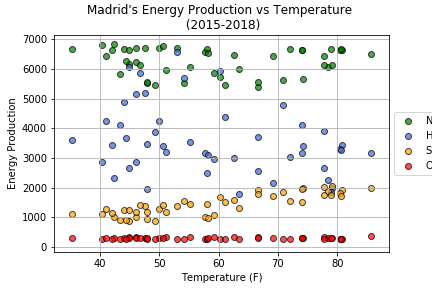 Madrid's Energy Production vs Temperature
(2015-2018)
Energy Production
7000
6000
5000
4000
3000
2000
1000
0
40 50 60 70 80
Temperature (F)
N
H
S
O